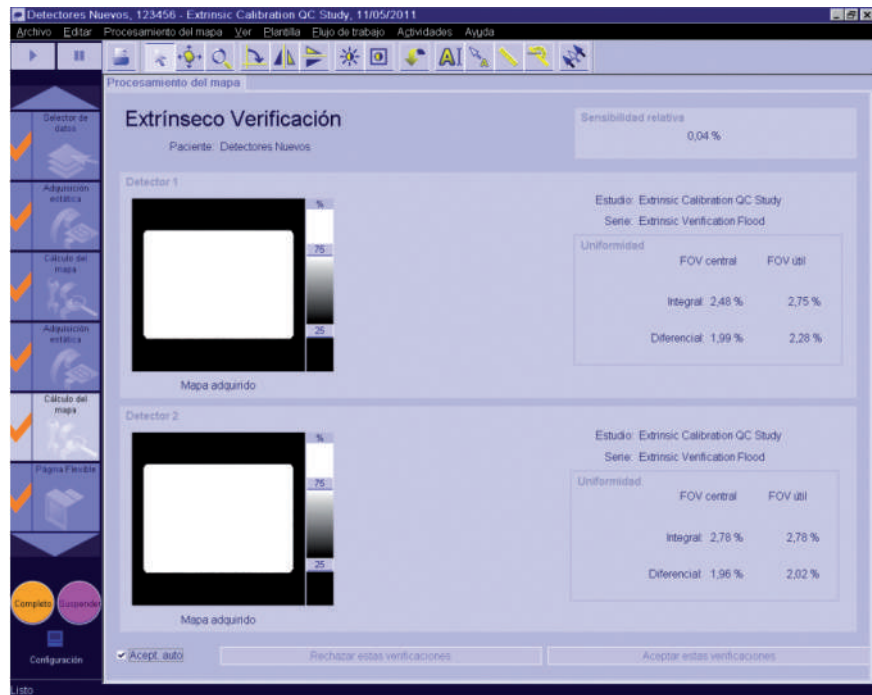 Detectores Nuevos, 123456 - Extrinsic Calibration QC Study, 11/05/2011
Archivo Editar Procesamiento del mapa Ver Plantilla Flujo de trabajo Actividades Ayuda
AI
A
Procesamiento del mapa
Selector de
datos
Adquisición
estática
Cálculo del
mapa
Adquisición
estática
Cálculo del
mapa
Página Flexible
Completo
Suspender
Configuración
Listo
Extrínseco Verificación
Paciente: Detectores Nuevos
Sensibilidad relativa
0,04 %
Detector 1
%
75
25
Mapa adquirido
Estudio: Extrinsic Calibration QC Study
Serie: Extrinsic Verification Flood
Uniformidad
FOV central FOV útil
Integral: 2,48 % 2,75 %
Diferencial: 1,99 % 2,28 %
Detector 2
%
75
25
Mapa adquirido
Estudio: Extrinsic Calibration QC Study
Serie: Extrinsic Verification Flood
Uniformidad
FOV central FOV útil
Integral: 2,78 % 2,78 %
Diferencial: 1,96 % 2,02 %
Acept. auto
Rechazar estas verificaciones
Aceptar estas verificaciones